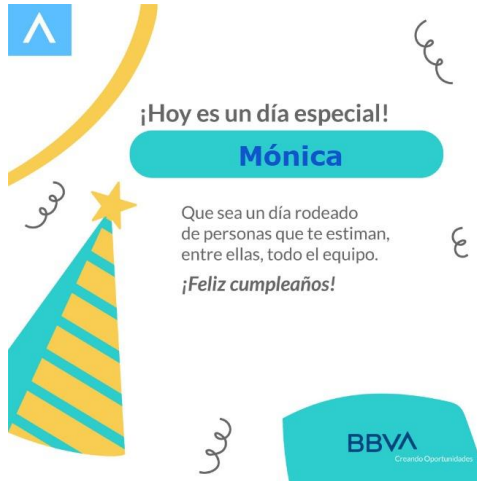 ¡Hoy es un día especial!
Mónica
Que sea un día rodeado
de personas que te estiman,
entre ellas, todo el equipo.
¡Feliz cumpleaños!
BBVA
Creando Oportunidades